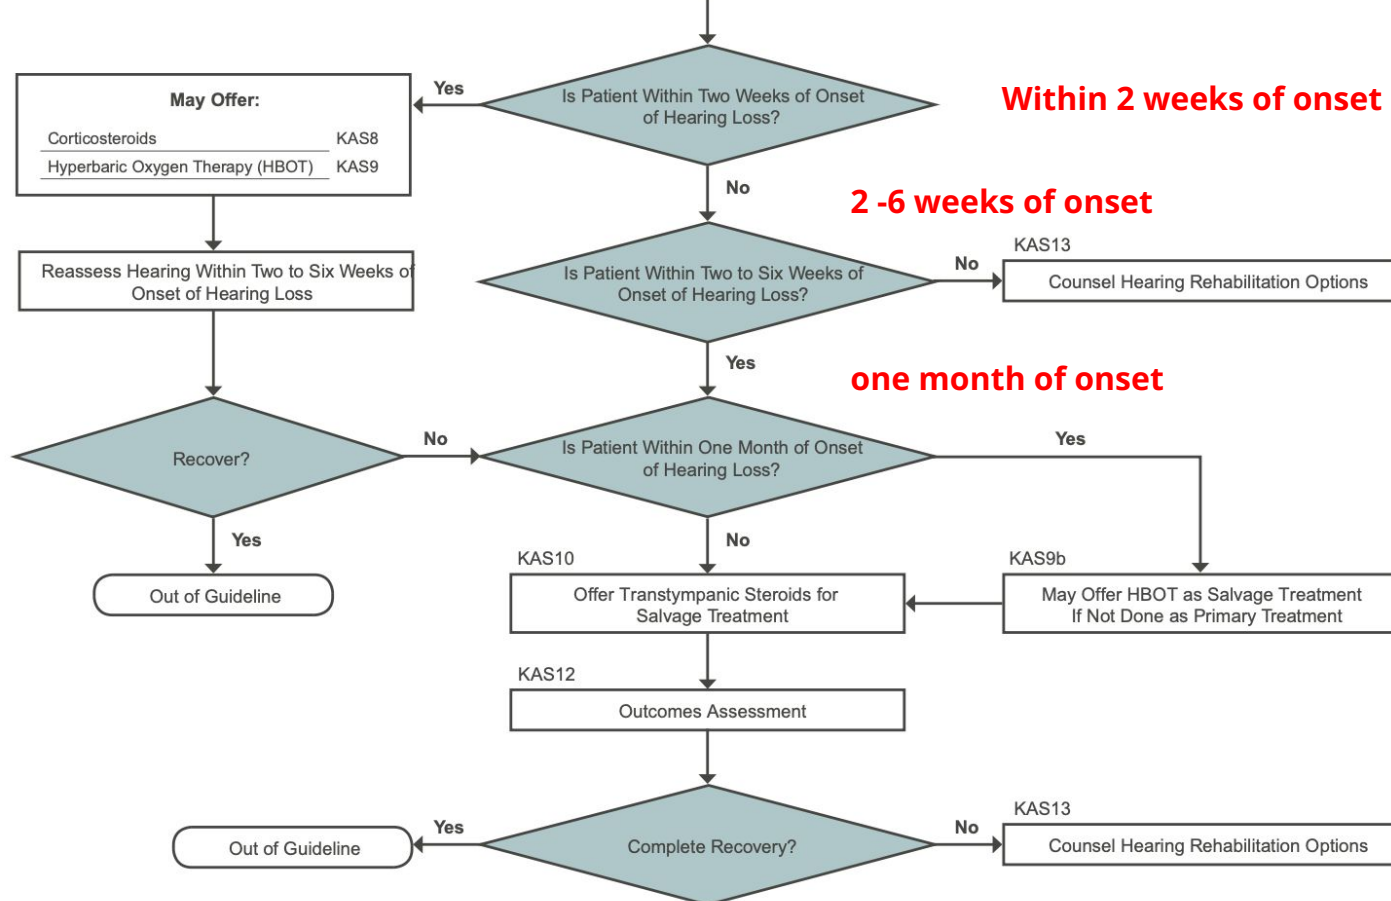 Is Patient Within Two Weeks of Onset
of Hearing Loss?
Within 2 weeks of onset
Yes
May Offer:
Corticosteroids KAS8
Hyperbaric Oxygen Therapy (HBOT) KAS9
No
2 -6 weeks of onset
Reassess Hearing Within Two to Six Weeks of
Onset of Hearing Loss
Is Patient Within Two to Six Weeks of
Onset of Hearing Loss?
No
KAS13
Counsel Hearing Rehabilitation Options
Yes
one month of onset
Recover?
No
Is Patient Within One Month of Onset
of Hearing Loss?
Yes
Yes
Out of Guideline
No
KAS10
Offer Transtympanic Steroids for
Salvage Treatment
KAS9b
May Offer HBOT as Salvage Treatment
If Not Done as Primary Treatment
KAS12
Outcomes Assessment
Complete Recovery?
Yes
Out of Guideline
No
KAS13
Counsel Hearing Rehabilitation Options